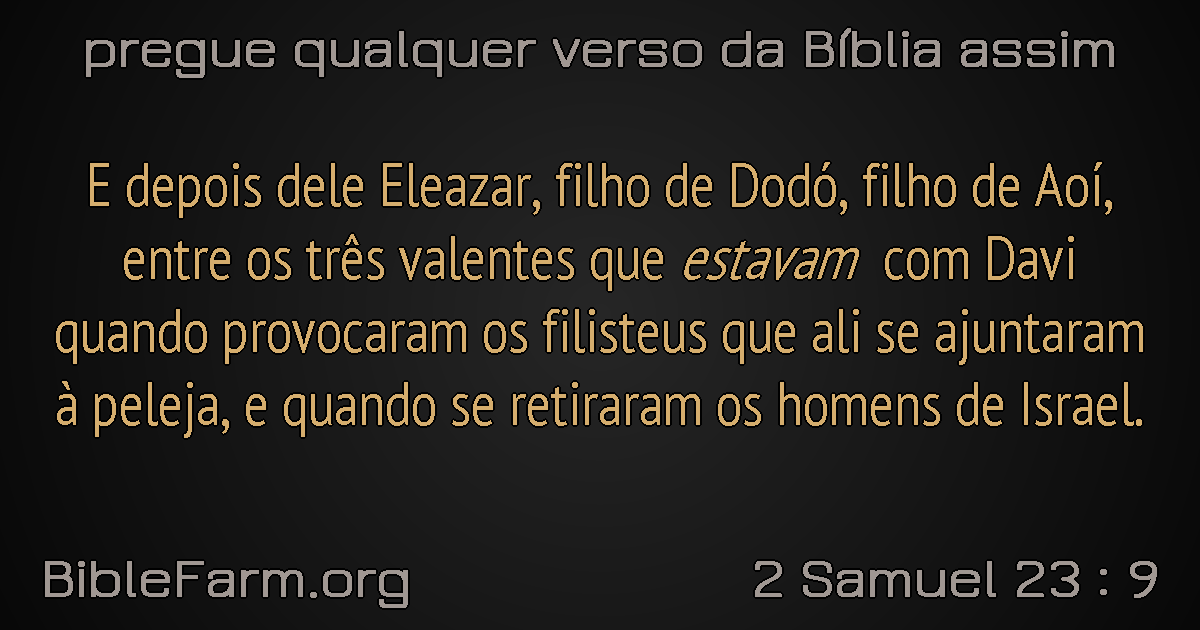 pregue qualquer verso da Bíblia assim
E depois dele Eleazar, filho de Dodó, filho de Aoí,
entre os três valentes que estavam com Davi
quando provocaram os filisteus que ali se ajuntaram
à peleja, e quando se retiraram os homens de Israel.
BibleFarm.org
2 Samuel 23 : 9